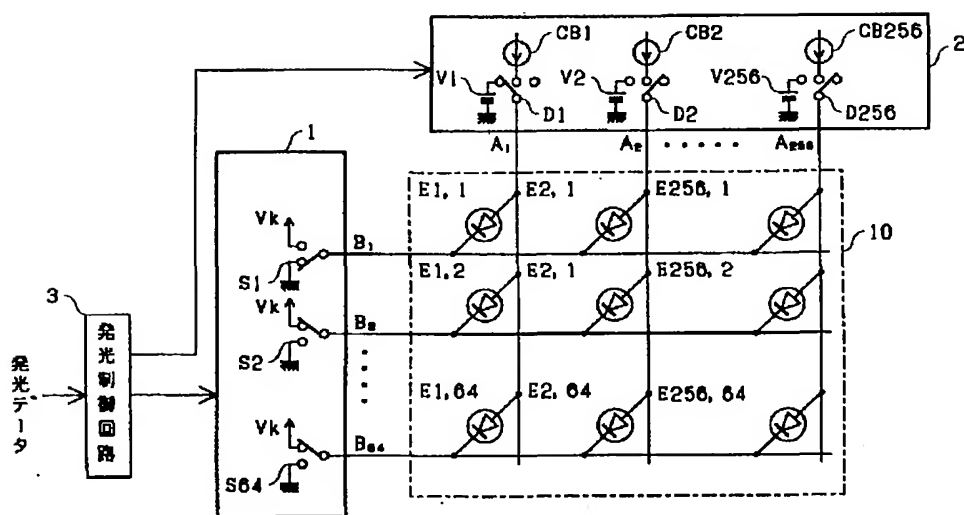 CB1 CB2 CB256 2
V1 V2 V256
D1 D2 D256
A₁ A₂ ..... A₂₅₆
1
E1, 1 E2, 1 E256, 1
10
Vk
B₁
S1
E1, 2 E2, 1 E256, 2
3
Vk
B₂
S2
発光制御回路
発光データ
E1, 64 E2, 64 E256, 64
Vk
B₆₄
S64